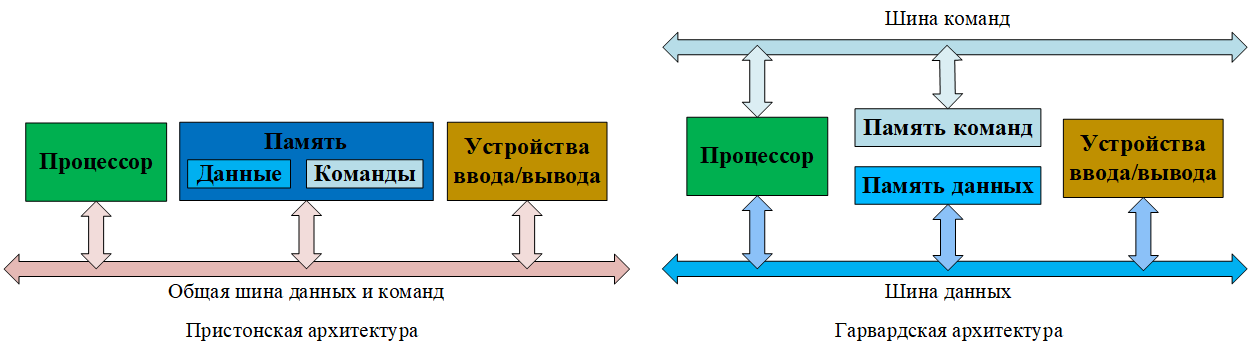 Процессор
Память
Данные
Команды
Устройства
ввода/вывода
Общая шина данных и команд
Пристонская архитектура
Шина команд
Процессор
Память команд
Память данных
Устройства
ввода/вывода
Шина данных
Гарвардская архитектура